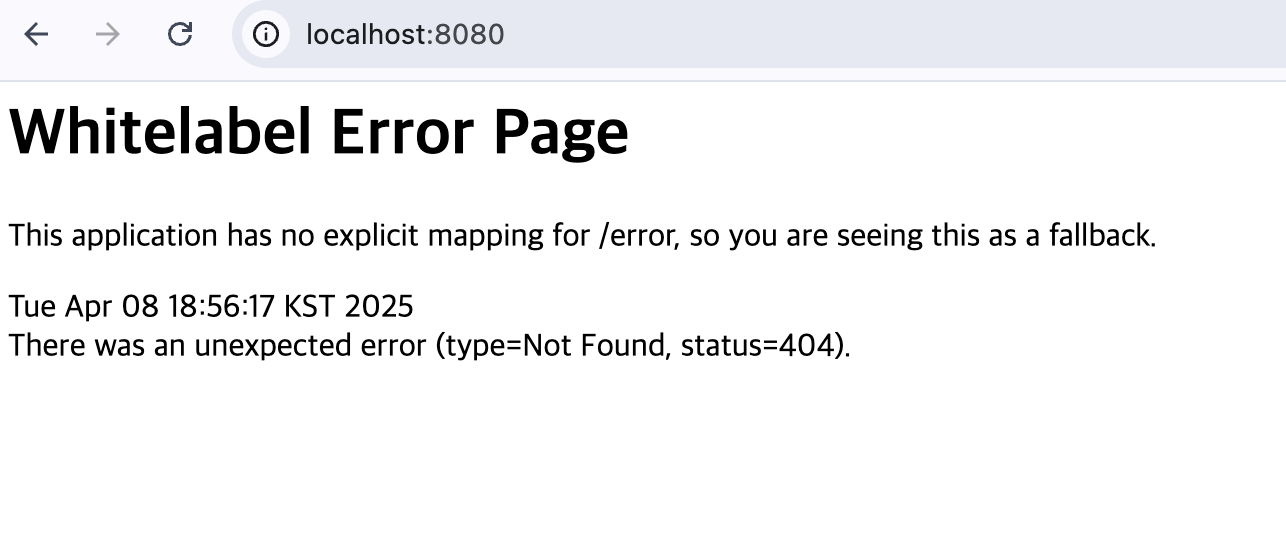 localhost:8080
Whitelabel Error Page
This application has no explicit mapping for /error, so you are seeing this as a fallback.
Tue Apr 08 18:56:17 KST 2025
There was an unexpected error (type=Not Found, status=404).